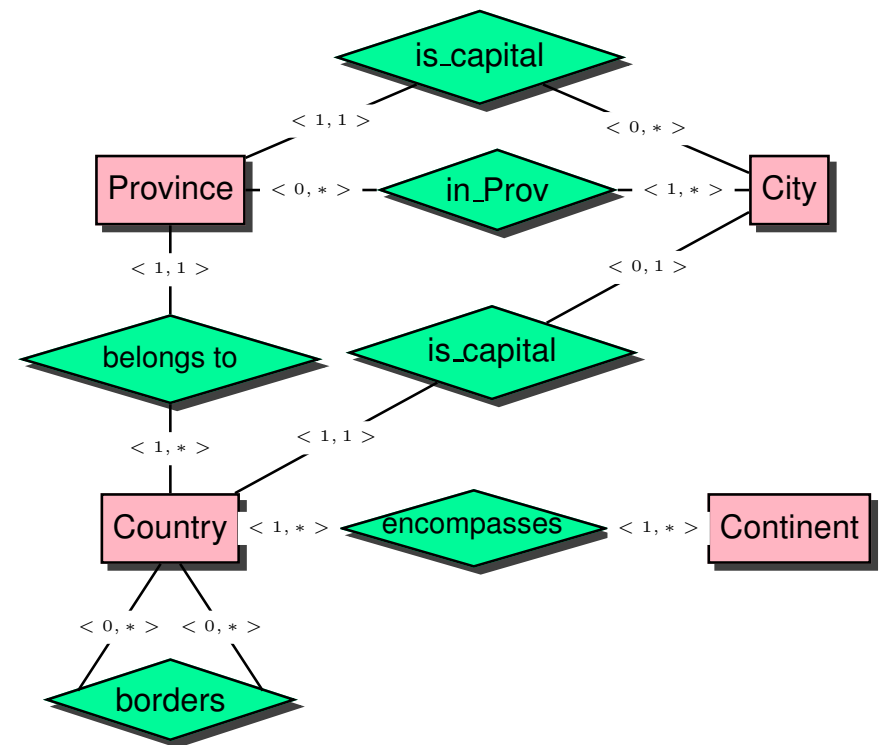 is_capital
< 1, 1 >
< 0, * >
Province
< 0, * >
in_Prov
< 1, * >
City
< 1, 1 >
< 0, 1 >
belongs to
is_capital
< 1, * >
< 1, 1 >
Country
< 1, * >
encompasses
< 1, * >
Continent
< 0, * >
< 0, * >
borders